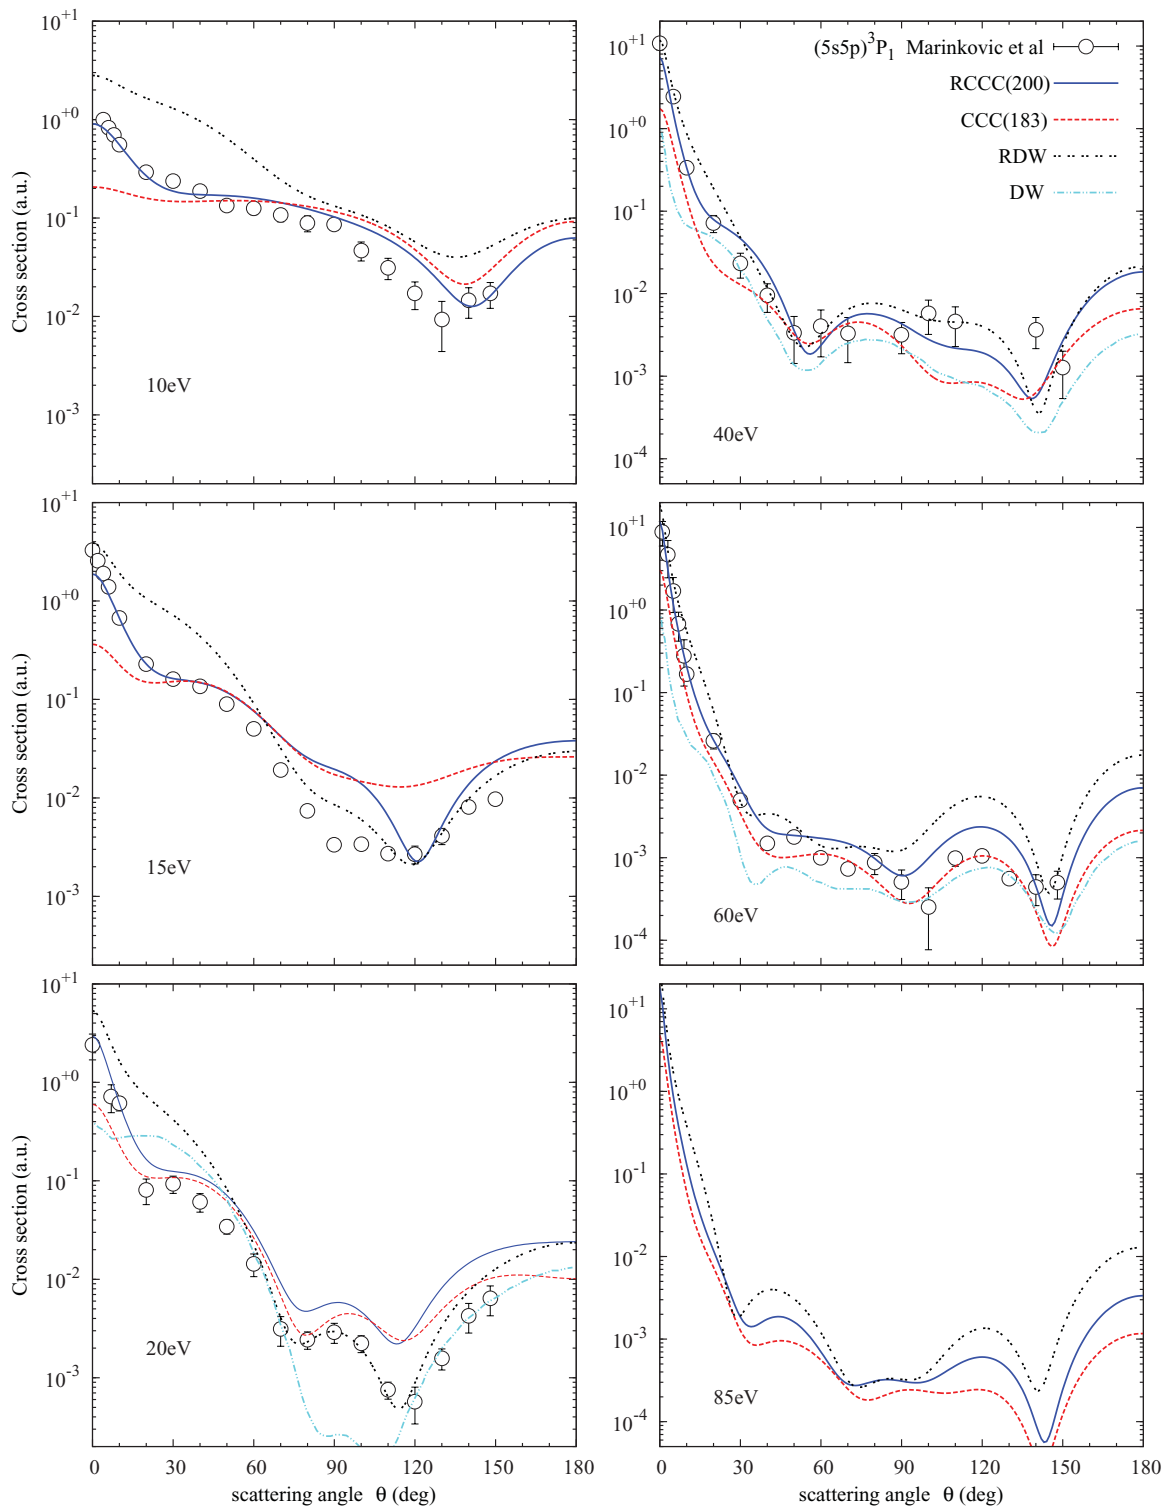 10+1
10+0
10-1
10-2
10-3
Cross section (a.u.)
10eV
10+1
10+0
10-1
10-2
10-3
10-4
(5s5p)3P1 Marinkovic et al
RCCC(200)
CCC(183)
RDW
DW
40eV
10+1
10+0
10-1
10-2
10-3
Cross section (a.u.)
15eV
10+1
10+0
10-1
10-2
10-3
10-4
60eV
10+1
10+0
10-1
10-2
10-3
Cross section (a.u.)
20eV
0 30 60 90 120 150 180
scattering angle θ (deg)
10+1
10+0
10-1
10-2
10-3
10-4
85eV
0 30 60 90 120 150 180
scattering angle θ (deg)